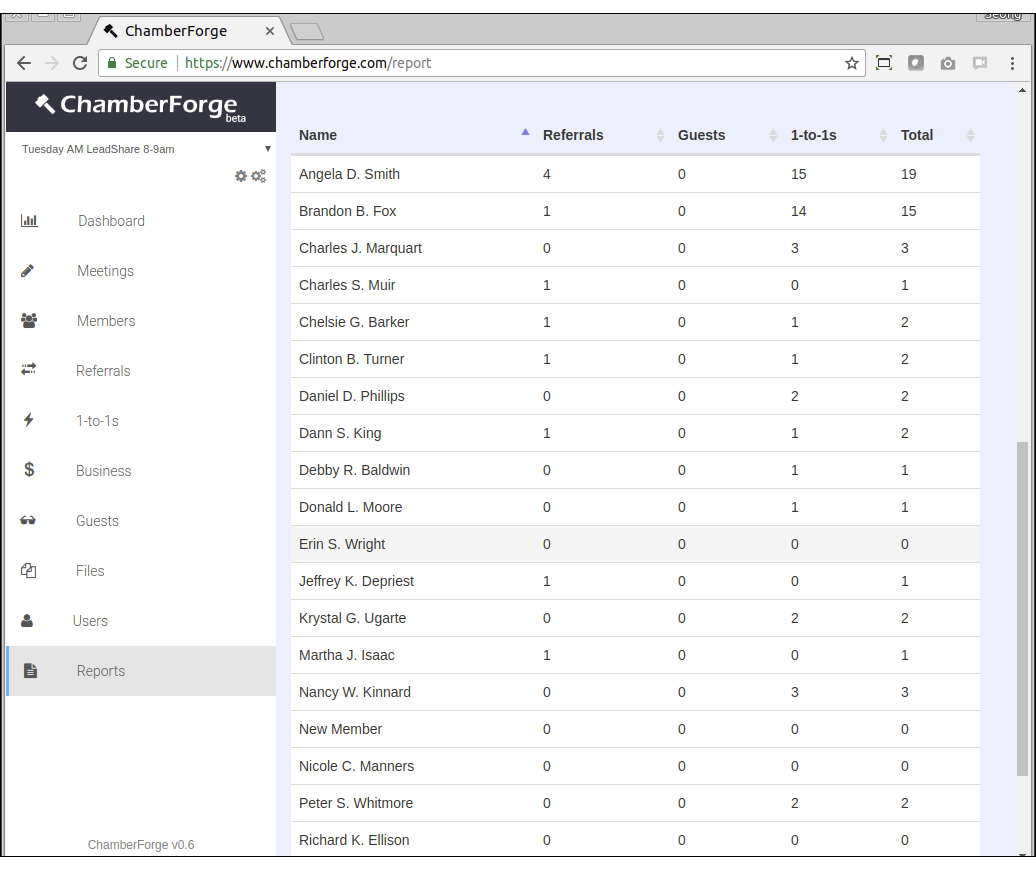 Seong
ChamberForge
Secure https://www.chamberforge.com/report
ChamberForge
beta
Tuesday AM LeadShare 8-9am
Dashboard
Meetings
Members
Referrals
1-to-1s
Business
Guests
Files
Users
Reports
ChamberForge v0.6
Name Referrals Guests 1-to-1s Total
Angela D. Smith 4 0 15 19
Brandon B. Fox 1 0 14 15
Charles J. Marquart 0 0 3 3
Charles S. Muir 1 0 0 1
Chelsie G. Barker 1 0 1 2
Clinton B. Turner 1 0 1 2
Daniel D. Phillips 0 0 2 2
Dann S. King 1 0 1 2
Debby R. Baldwin 0 0 1 1
Donald L. Moore 0 0 1 1
Erin S. Wright 0 0 0 0
Jeffrey K. Depriest 1 0 0 1
Krystal G. Ugarte 0 0 2 2
Martha J. Isaac 1 0 0 1
Nancy W. Kinnard 0 0 3 3
New Member 0 0 0 0
Nicole C. Manners 0 0 0 0
Peter S. Whitmore 0 0 2 2
Richard K. Ellison 0 0 0 0